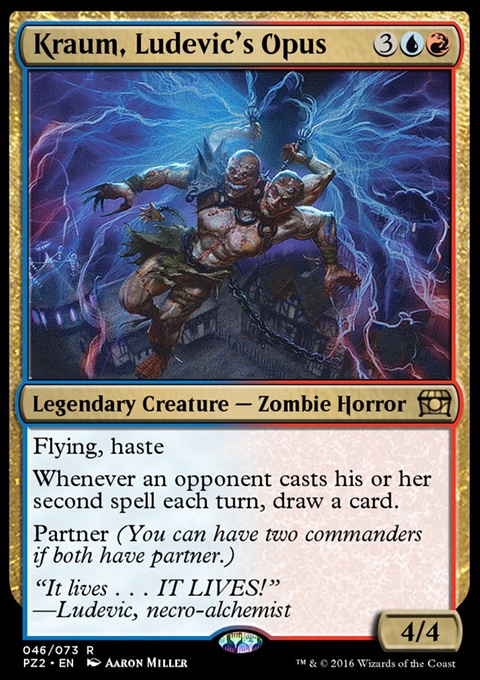 Kraum, Ludevic's Opus 3
Legendary Creature — Zombie Horror
Flying, haste
Whenever an opponent casts his or her
second spell each turn, draw a card.
Partner (You can have two commanders
if both have partner.)
“It lives . . . IT LIVES!”
—Ludevic, necro-alchemist
4/4
046/073 R
PZ2 • EN Aaron Miller
™ & © 2016 Wizards of the Coast